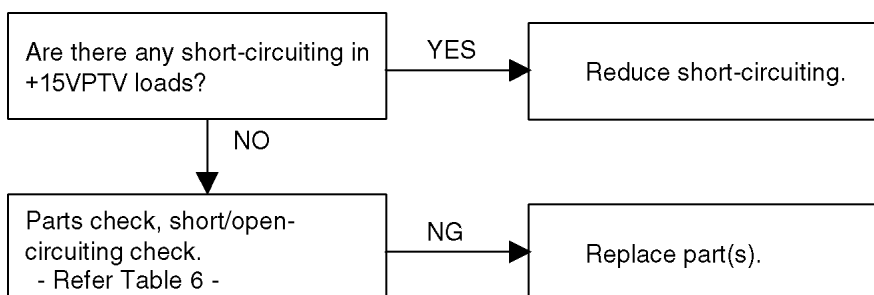 Are there any short-circuiting in
+15VPTV loads?
YES
Reduce short-circuiting.
NO
Parts check, short/open-
circuiting check.
- Refer Table 6 -
NG
Replace part(s).